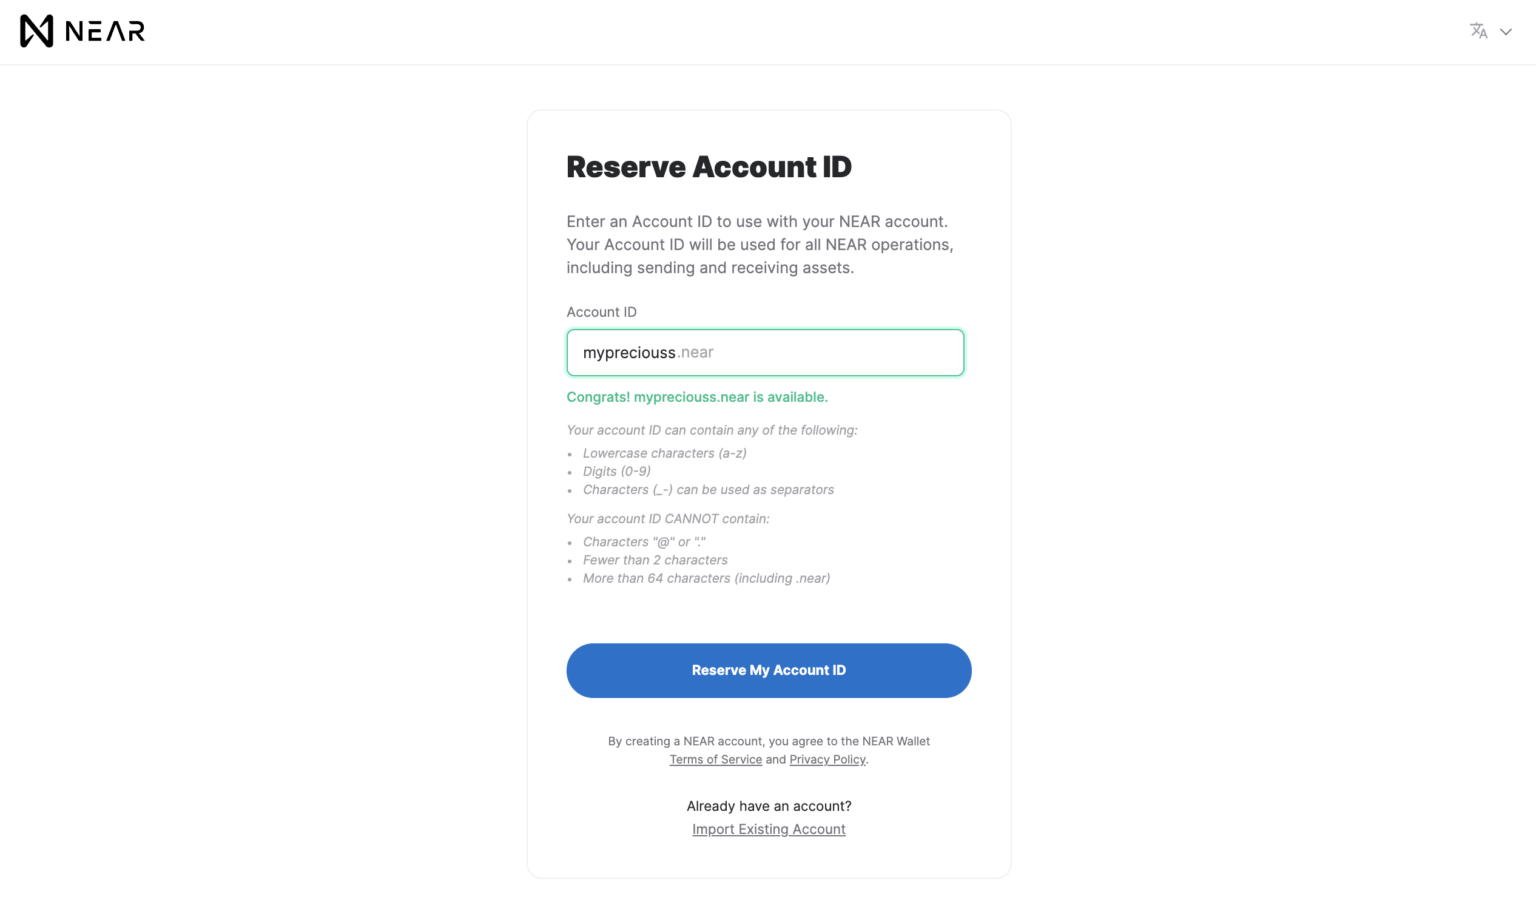 NEAR
Reserve Account ID
Enter an Account ID to use with your NEAR account.
Your Account ID will be used for all NEAR operations,
including sending and receiving assets.
Account ID
mypreciouss.near
Congrats! mypreciouss.near is available.
Your account ID can contain any of the following:
• Lowercase characters (a-z)
• Digits (0-9)
• Characters (_-) can be used as separators
Your account ID CANNOT contain:
• Characters "@" or "."
• Fewer than 2 characters
• More than 64 characters (including .near)
Reserve My Account ID
By creating a NEAR account, you agree to the NEAR Wallet
Terms of Service and Privacy Policy.
Already have an account?
Import Existing Account